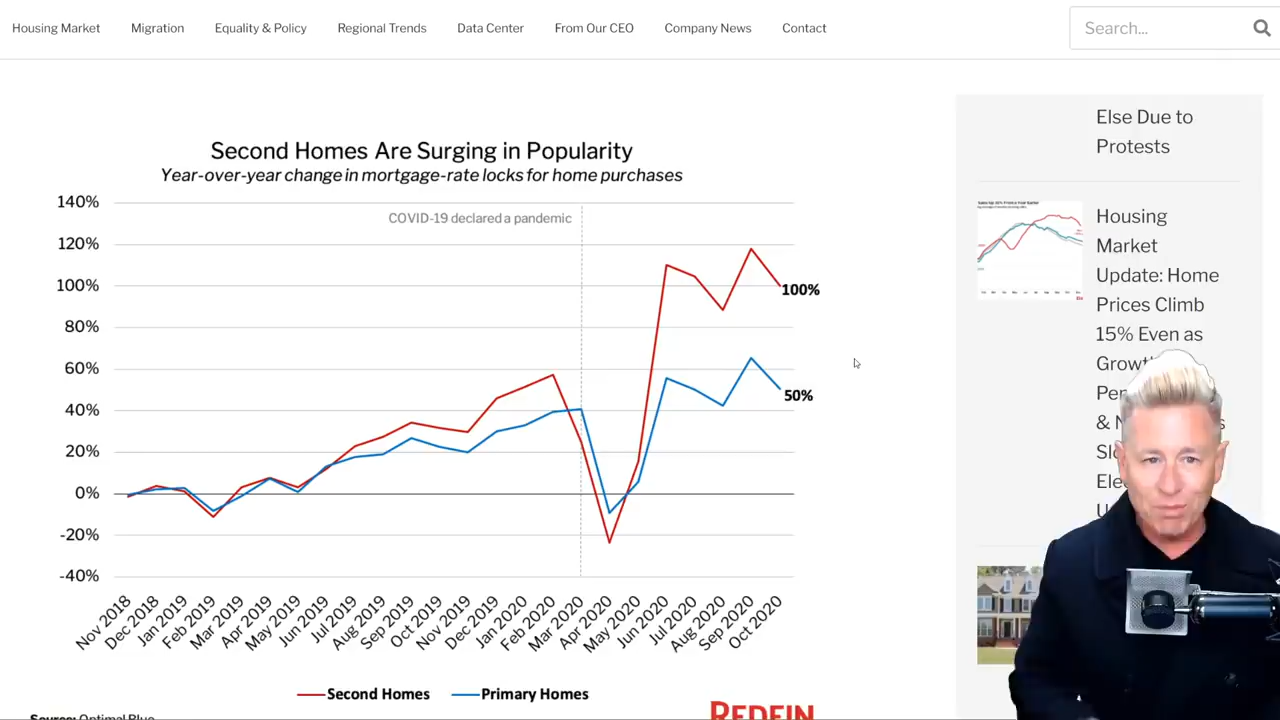 Housing Market Migration Equality & Policy Regional Trends Data Center From Our CEO Company News Contact
Search...
Second Homes Are Surging in Popularity
Year-over-year change in mortgage-rate locks for home purchases
140%
120%
100%
80%
60%
40%
20%
0%
-20%
-40%
COVID-19 declared a pandemic
100%
50%
Nov 2018
Dec 2018
Jan 2019
Feb 2019
Mar 2019
Apr 2019
May 2019
Jun 2019
Jul 2019
Aug 2019
Sep 2019
Oct 2019
Nov 2019
Dec 2019
Jan 2020
Feb 2020
Mar 2020
Apr 2020
May 2020
Jun 2020
Jul 2020
Aug 2020
Sep 2020
Oct 2020
Second Homes Primary Homes
Source: Optimal Blue
REDFIN
Else Due to
Protests
Housing
Market
Update: Home
Prices Climb
15% Even as